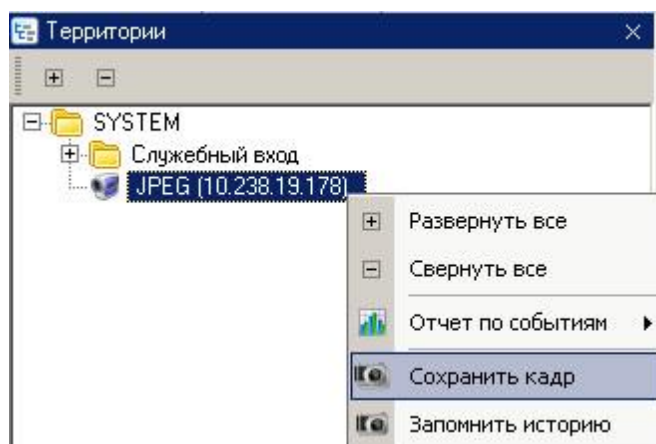 Территории
SYSTEM
Служебный вход
JPEG (10.238.19.178)
Развернуть все
Свернуть все
Отчет по событиям
Сохранить кадр
Запомнить историю